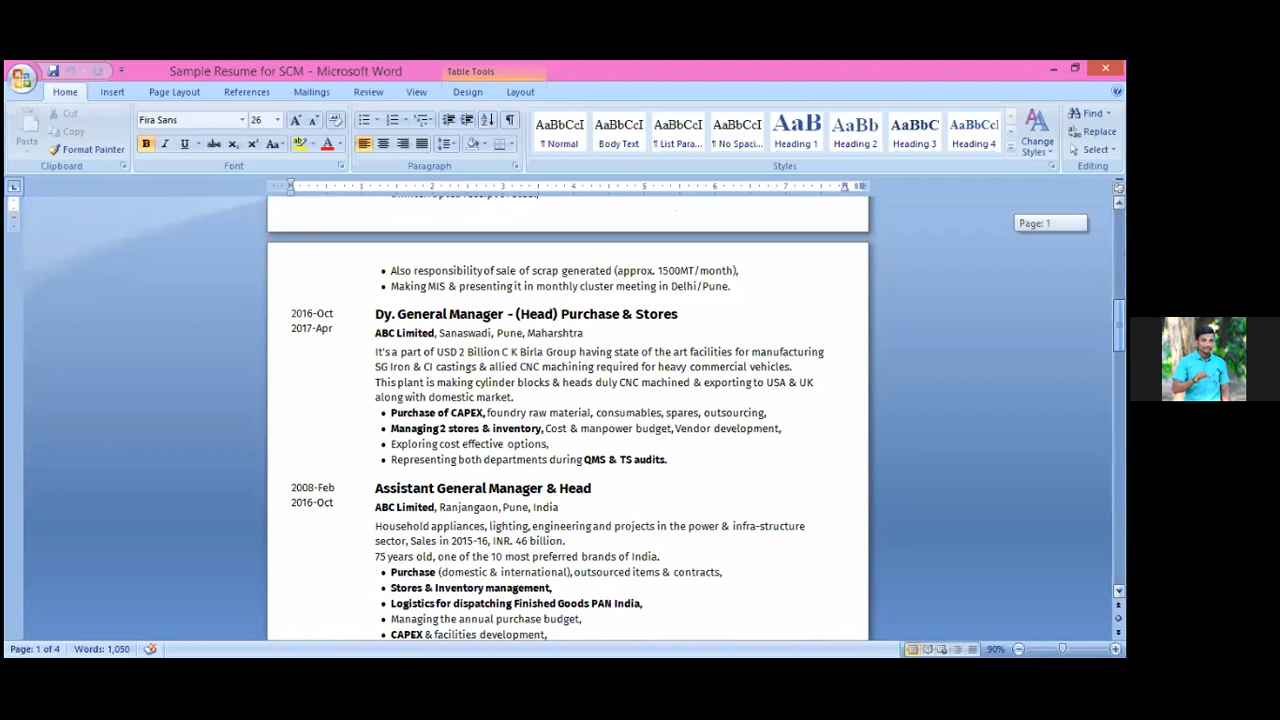 Sample Resume for SCM - Microsoft Word
Table Tools
Home Insert Page Layout References Mailings Review View Design Layout
Cut
Copy
Paste
Format Painter
Clipboard
Fira Sans 26
Font
Paragraph
AaBbCcI AaBbCcI AaBbCcI AaBbCcI AaB AaBb AaBbC AaBbCcI
¶ Normal Body Text ¶ List Para... ¶ No Spaci... Heading 1 Heading 2 Heading 3 Heading 4
Styles
Change Styles
Find
Replace
Select
Editing
1 2 3 4 5 6 7
Page: 1
Also responsibility of sale of scrap generated (approx. 1500MT/month),
Making MIS & presenting it in monthly cluster meeting in Delhi/Pune.
2016-Oct
2017-Apr
Dy. General Manager - (Head) Purchase & Stores
ABC Limited, Sanaswadi, Pune, Maharshtra
It's a part of USD 2 Billion C K Birla Group having state of the art facilities for manufacturing
SG Iron & CI castings & allied CNC machining required for heavy commercial vehicles.
This plant is making cylinder blocks & heads duly CNC machined & exporting to USA & UK
along with domestic market.
Purchase of CAPEX, foundry raw material, consumables, spares, outsourcing,
Managing 2 stores & inventory, Cost & manpower budget, Vendor development,
Exploring cost effective options,
Representing both departments during QMS & TS audits.
2008-Feb
2016-Oct
Assistant General Manager & Head
ABC Limited, Ranjangaon, Pune, India
Household appliances, lighting, engineering and projects in the power & infra-structure
sector, Sales in 2015-16, INR. 46 billion.
75 years old, one of the 10 most preferred brands of India.
Purchase (domestic & international), outsourced items & contracts,
Stores & Inventory management,
Logistics for dispatching Finished Goods PAN India,
Managing the annual purchase budget,
CAPEX & facilities development,
Page: 1 of 4 Words: 1,050 90%